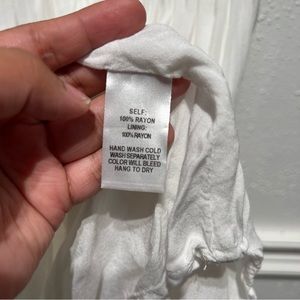 SELF:
100% RAYON
LINING:
100% RAYON
HAND WASH COLD
WASH SEPARATELY
COLOR WILL BLEED
HANG TO DRY